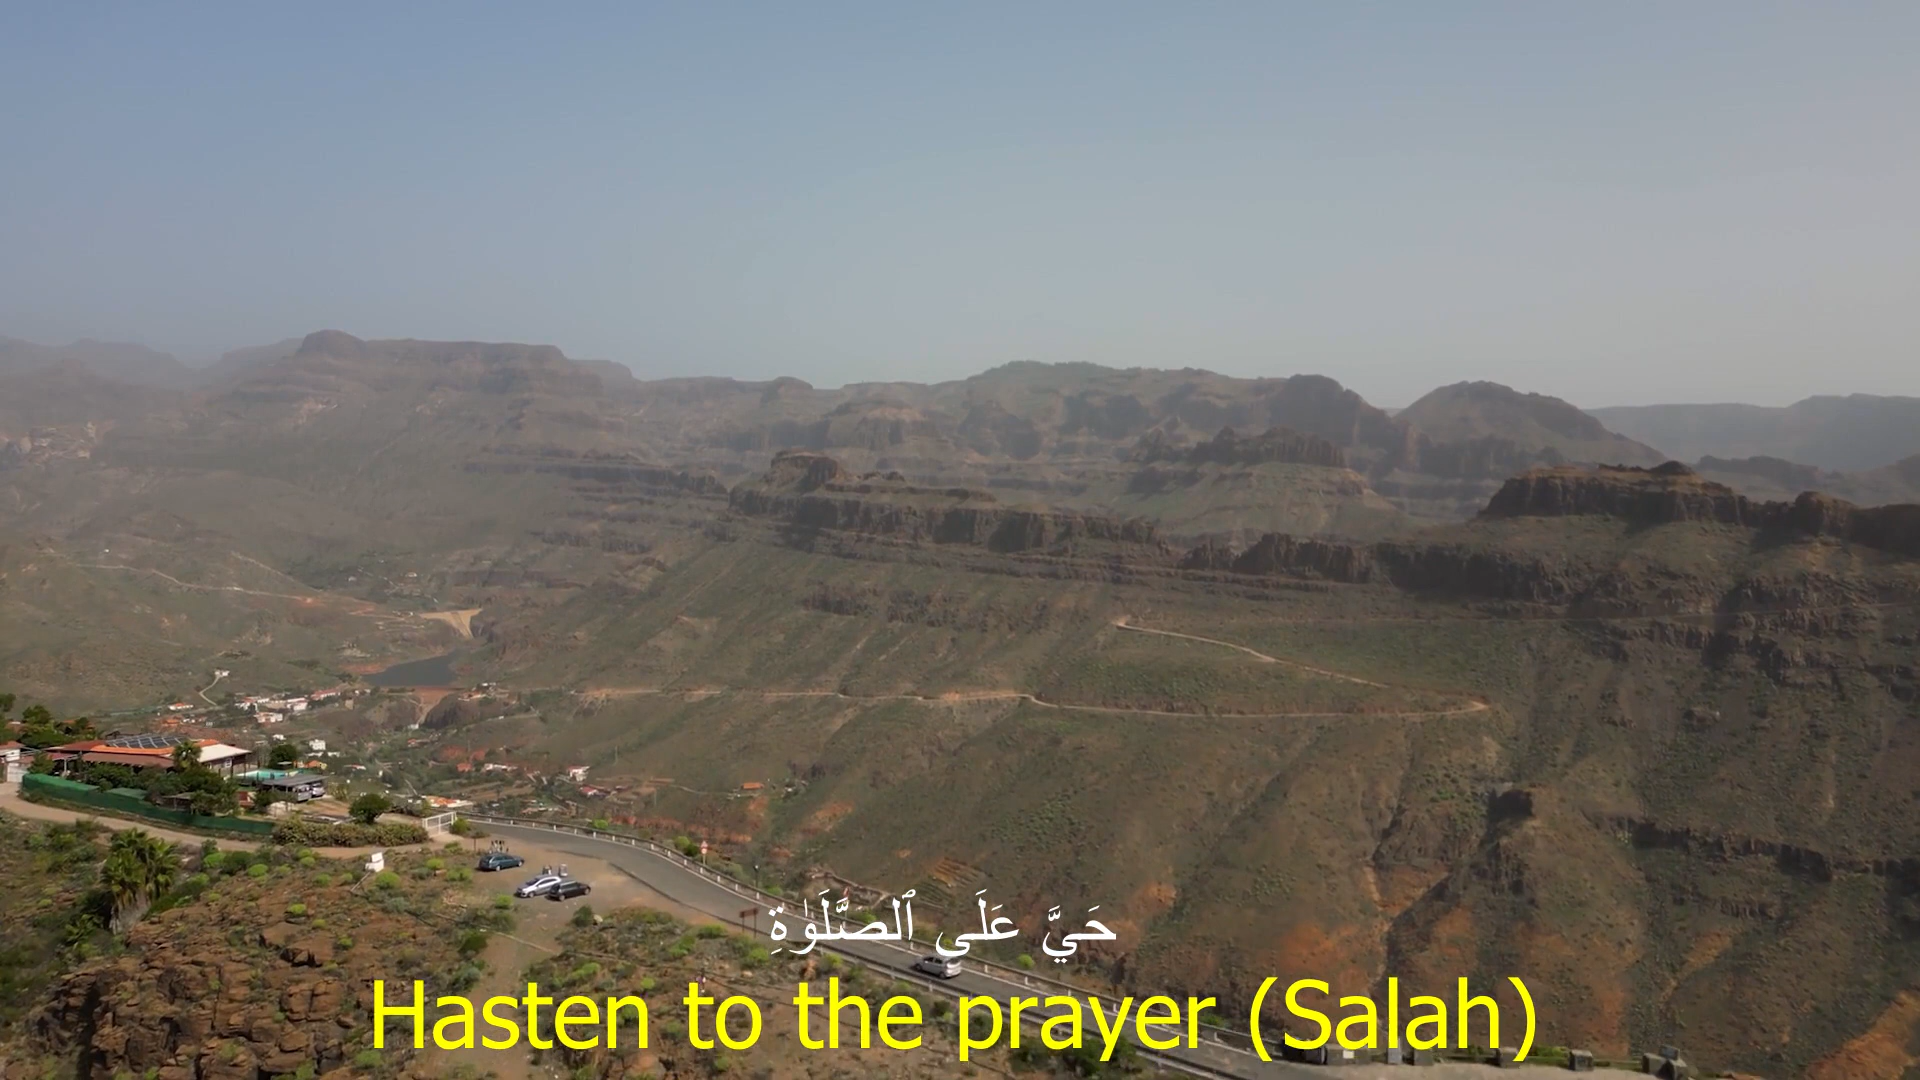 حَيَّ عَلَى ٱلصَّلَوٰةِ
Hasten to the prayer (Salah)